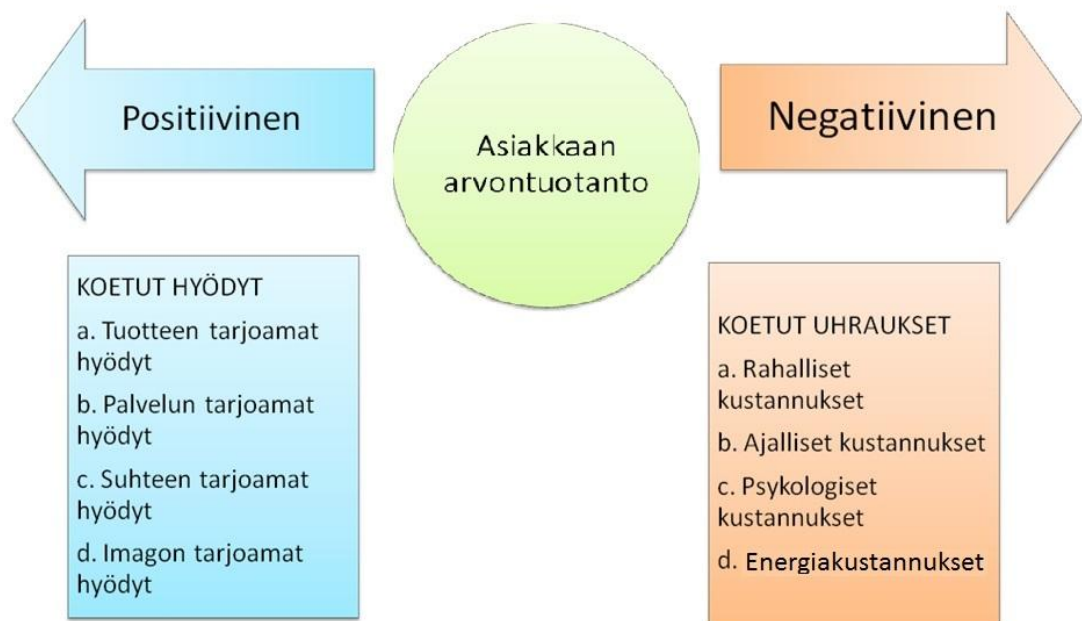 Positiivinen
Asiakkaan
arvontuotanto
Negatiivinen
KOETUT HYÖDYT
a. Tuotteen tarjoamat
hyödyt
b. Palvelun tarjoamat
hyödyt
c. Suhteen tarjoamat
hyödyt
d. Imagon tarjoamat
hyödyt
KOETUT UHRAUKSET
a. Rahalliset
kustannukset
b. Ajalliset kustannukset
c. Psykologiset
kustannukset
d. Energiakustannukset